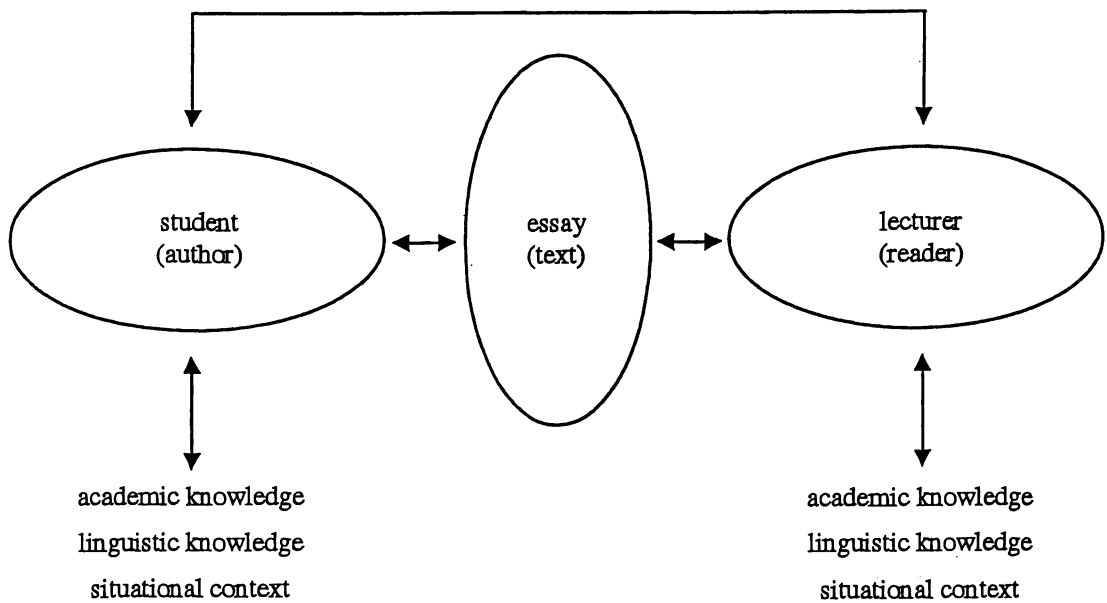 student
(author)
essay
(text)
lecturer
(reader)
academic knowledge
linguistic knowledge
situational context
academic knowledge
linguistic knowledge
situational context